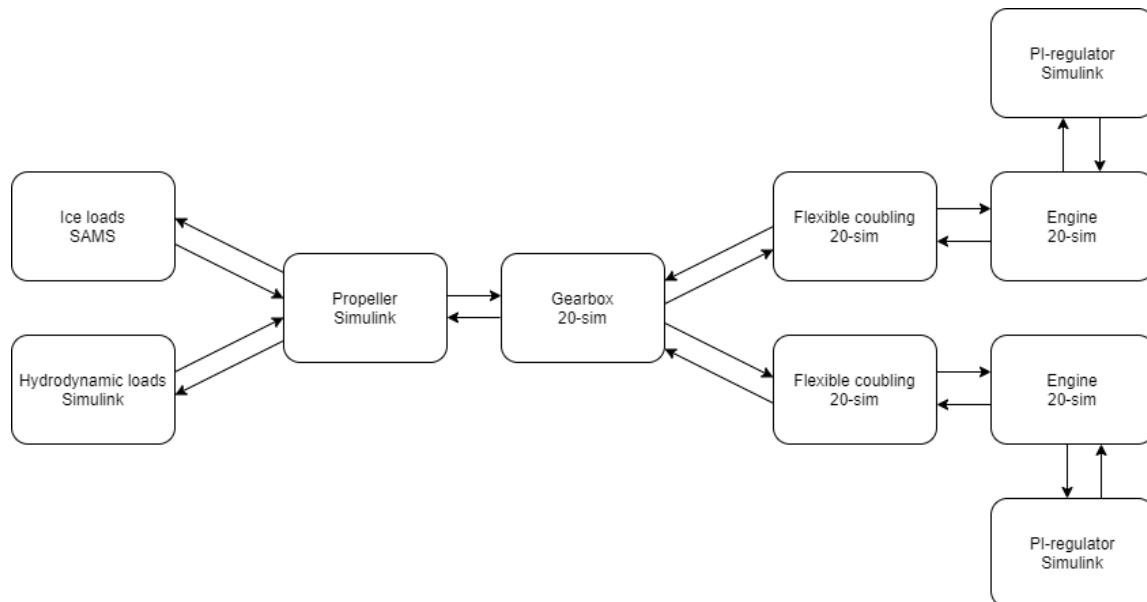 PI-regulator
Simulink
Ice loads
SAMS
Flexible coubling
20-sim
Engine
20-sim
Propeller
Simulink
Gearbox
20-sim
Hydrodynamic loads
Simulink
Flexible coubling
20-sim
Engine
20-sim
PI-regulator
Simulink